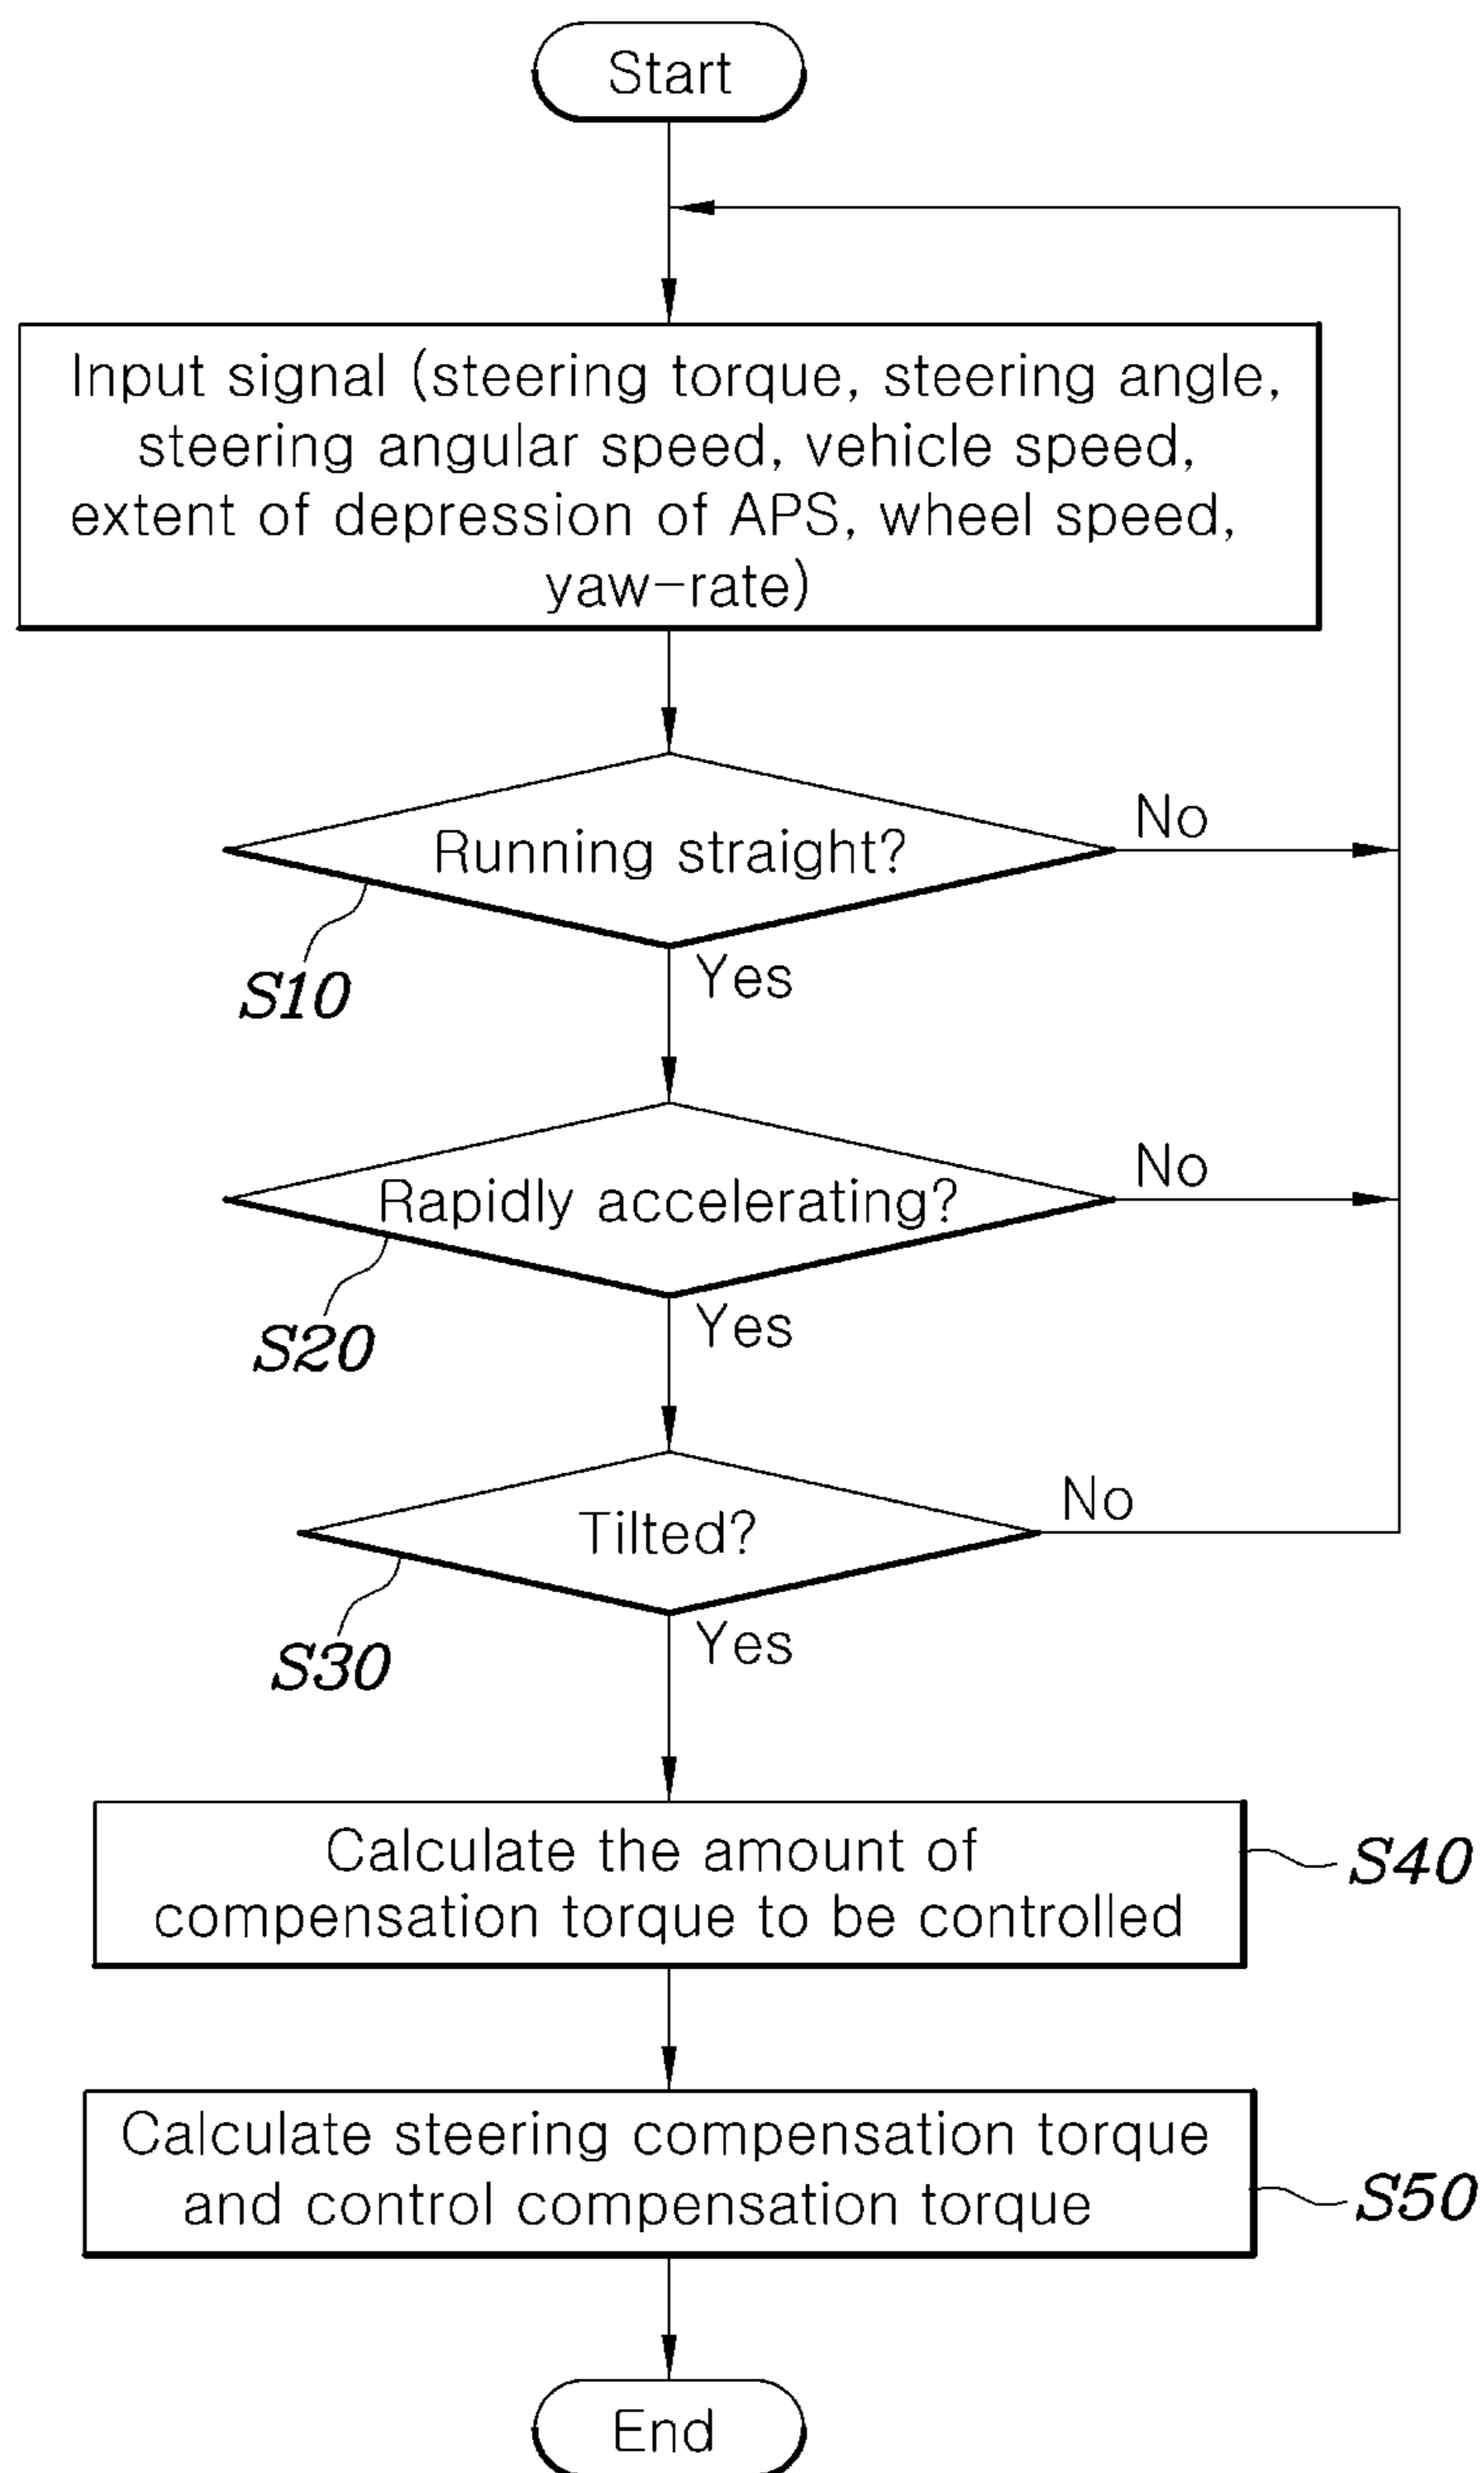 Start
Input signal (steering torque, steering angle,
steering angular speed, vehicle speed,
extent of depression of APS, wheel speed,
yaw-rate)
Running straight?
No
S10
Yes
Rapidly accelerating?
No
S20
Yes
Tilted?
No
S30
Yes
Calculate the amount of
compensation torque to be controlled
S40
Calculate steering compensation torque
and control compensation torque
S50
End